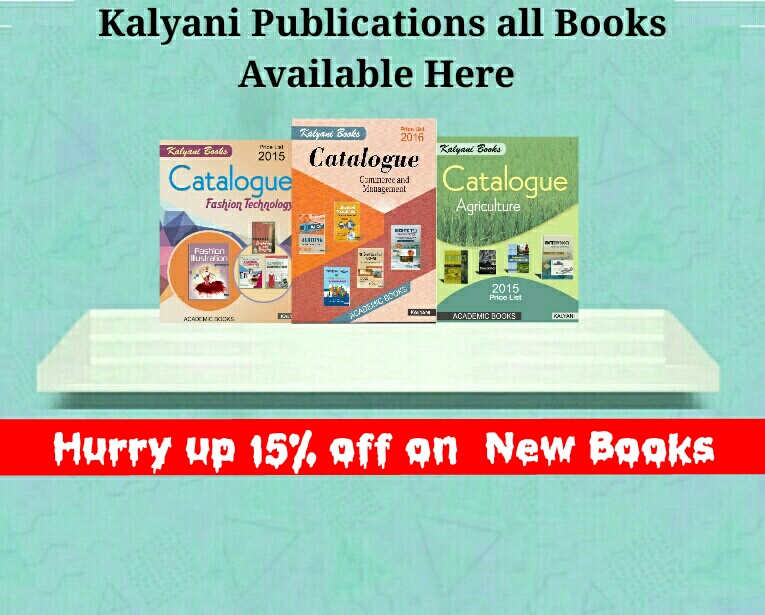 Kalyani Publications all Books
Available Here
Kalyani Books
Price List
2015
Catalogue
Fashion Technology
Fashion
Illustration
ACADEMIC BOOKS
Kalyani Books
Price List
2016
Catalogue
Commerce and
Management
ACADEMIC BOOKS
KALYANI
Kalyani Books
Catalogue
Agriculture
2015
Price List
ACADEMIC BOOKS
KALYANI
Hurry up 15% off on New Books